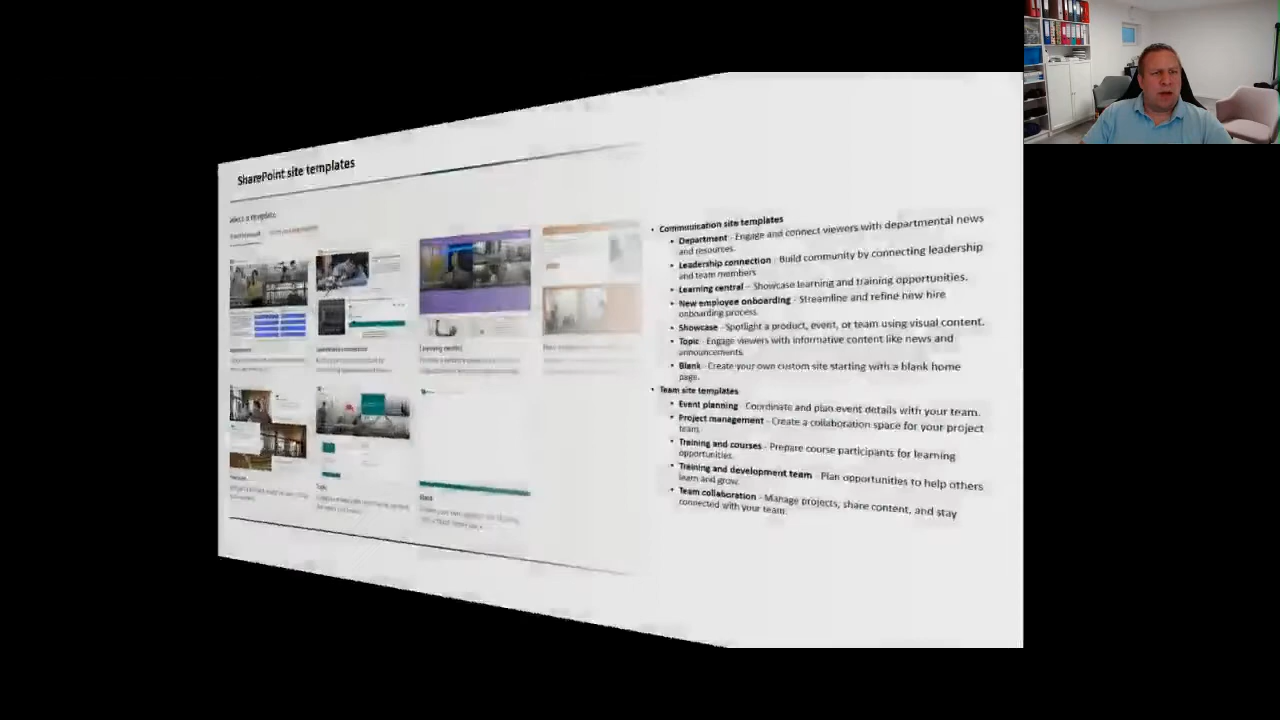 SharePoint site templates
Select a template
• Communication site templates
• Department - Engage and connect viewers with departmental news
and resources.
• Leadership connection - Build community by connecting leadership
and team members
• Learning central – Showcase learning and training opportunities.
• New employee onboarding - Streamline and refine new hire
onboarding process.
• Showcase - Spotlight a product, event, or team using visual content.
• Topic - Engage viewers with informative content like news and
announcements.
• Blank - Create your own custom site starting with a blank home
page.
• Team site templates
• Event planning - Coordinate and plan event details with your team.
• Project management - Create a collaboration space for your project
team.
• Training and courses - Prepare course participants for learning
opportunities.
• Training and development team - Plan opportunities to help others
learn and grow.
• Team collaboration - Manage projects, share content, and stay
connected with your team.